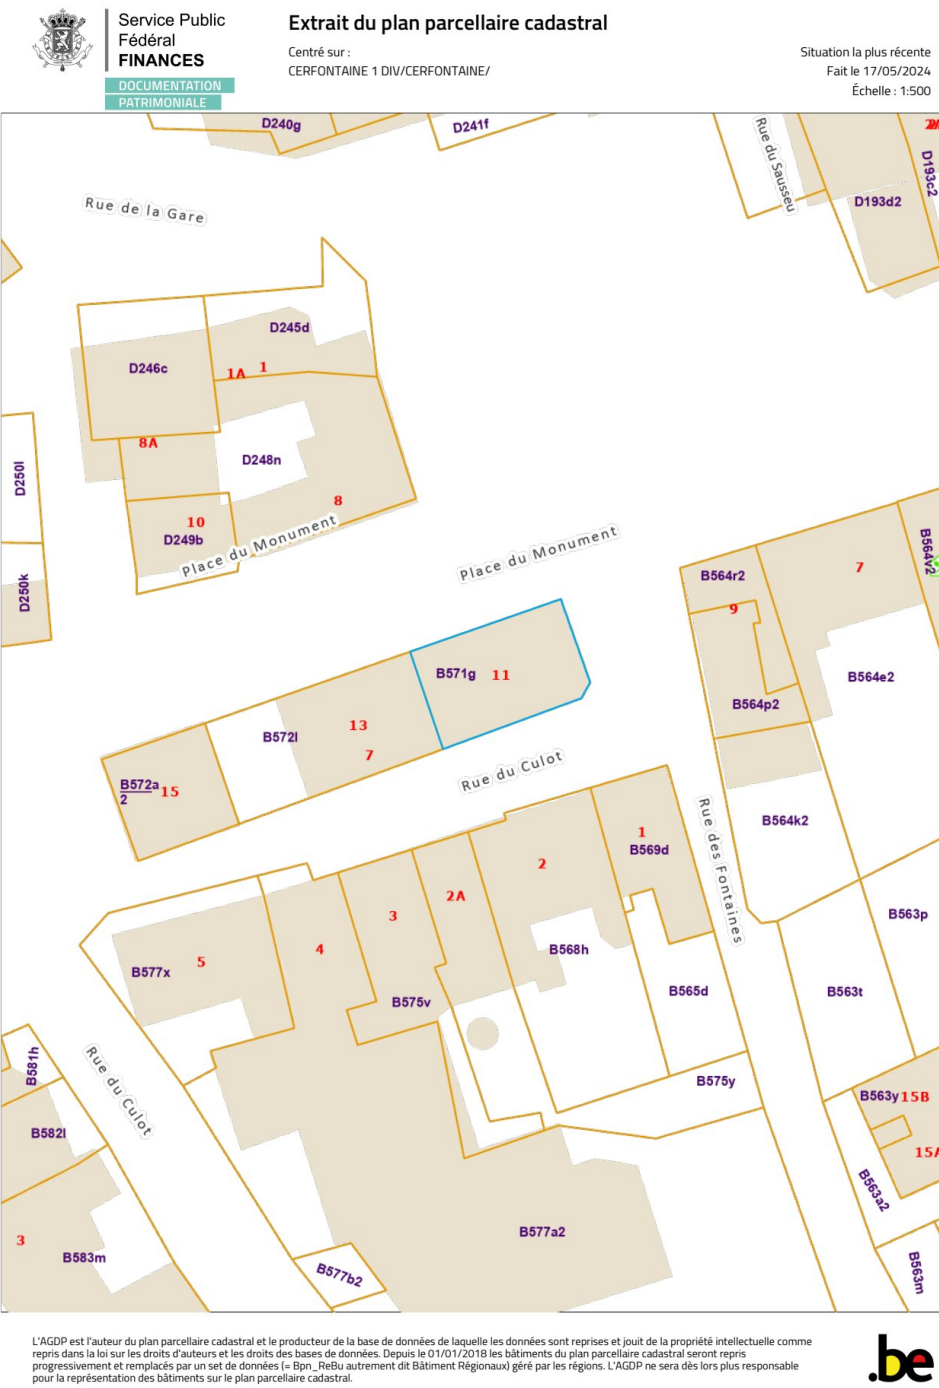 Service Public
Fédéral
FINANCES
DOCUMENTATION
PATRIMONIALE
Extrait du plan parcellaire cadastral
Centré sur :
CERFONTAINE 1 DIV/CERFONTAINE/
Situation la plus récente
Fait le 17/05/2024
Échelle : 1:500
D240g
D241f
Rue du Sausseu
D193c2
D193d2
Rue de la Gare
D245d
D246c
1A
1
8A
D248n
D250l
8
10
D249b
Place du Monument
Place du Monument
D250k
B564v2
B564r2
7
9
B571g
11
B564e2
B564p2
13
B572l
7
B572a
2
15
Rue du Culot
Rue des Fontaines
B564k2
1
B569d
2
2A
3
B563p
4
B568h
5
B577x
B575v
B565d
B563t
B581h
Rue du Culot
B575y
B563y
15B
B582l
15A
B563a2
3
B577a2
B583m
B577b2
B563m
L'AGDP est l'auteur du plan parcellaire cadastral et le producteur de la base de données de laquelle les données sont reprises et jouit de la propriété intellectuelle comme
repris dans la loi sur les droits d'auteurs et les droits des bases de données. Depuis le 01/01/2018 les bâtiments du plan parcellaire cadastral seront repris
progressivement et remplacés par un set de données (= Bpn_ReBu autrement dit Bâtiment Régionaux) géré par les régions. L'AGDP ne sera dès lors plus responsable
pour la représentation des bâtiments sur le plan parcellaire cadastral.
.be